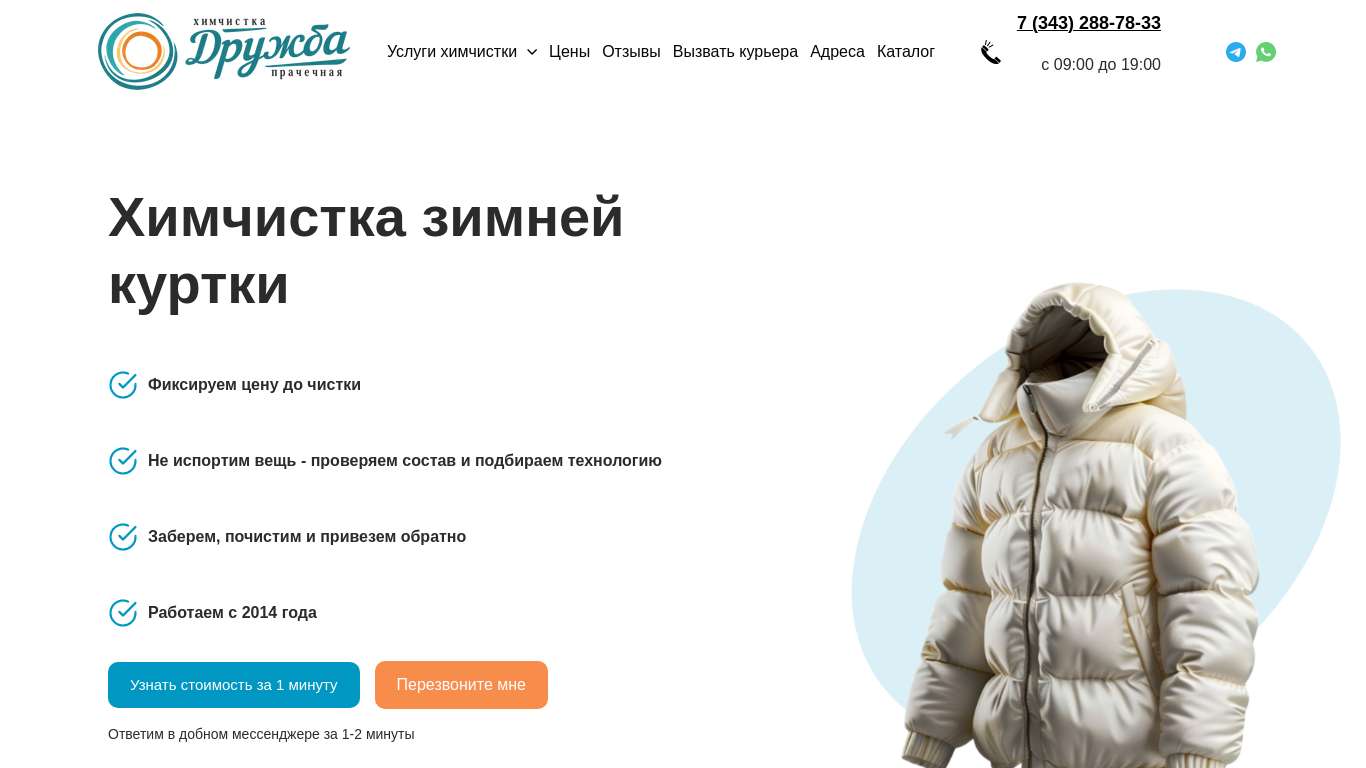 химчистка
Дружба
прачечная
Услуги химчистки
Цены
Отзывы
Вызвать курьера
Адреса
Каталог
7 (343) 288-78-33
с 09:00 до 19:00
Химчистка зимней
куртки
Фиксируем цену до чистки
Не испортим вещь - проверяем состав и подбираем технологию
Заберем, почистим и привезем обратно
Работаем с 2014 года
Узнать стоимость за 1 минуту
Перезвоните мне
Ответим в добном мессенджере за 1-2 минуты